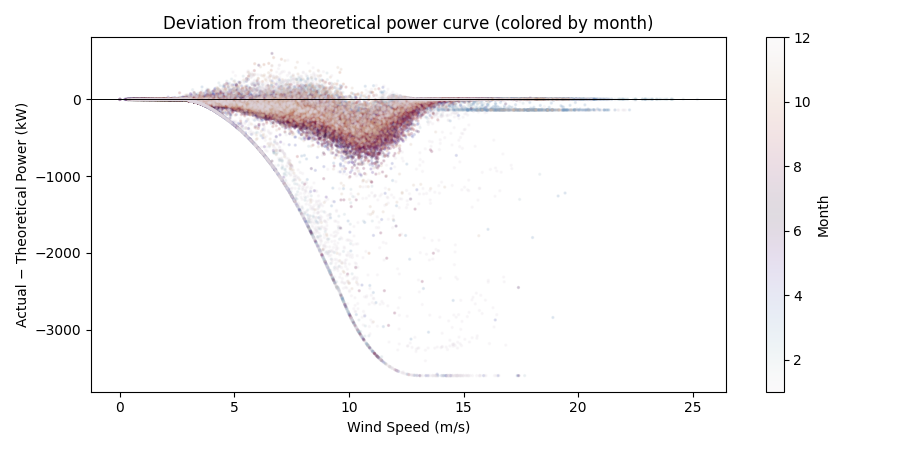 Deviation from theoretical power curve (colored by month)
Actual − Theoretical Power (kW)
0
−1000
−2000
−3000
0 5 10 15 20 25
Wind Speed (m/s)
12
10
8
6
4
2
Month